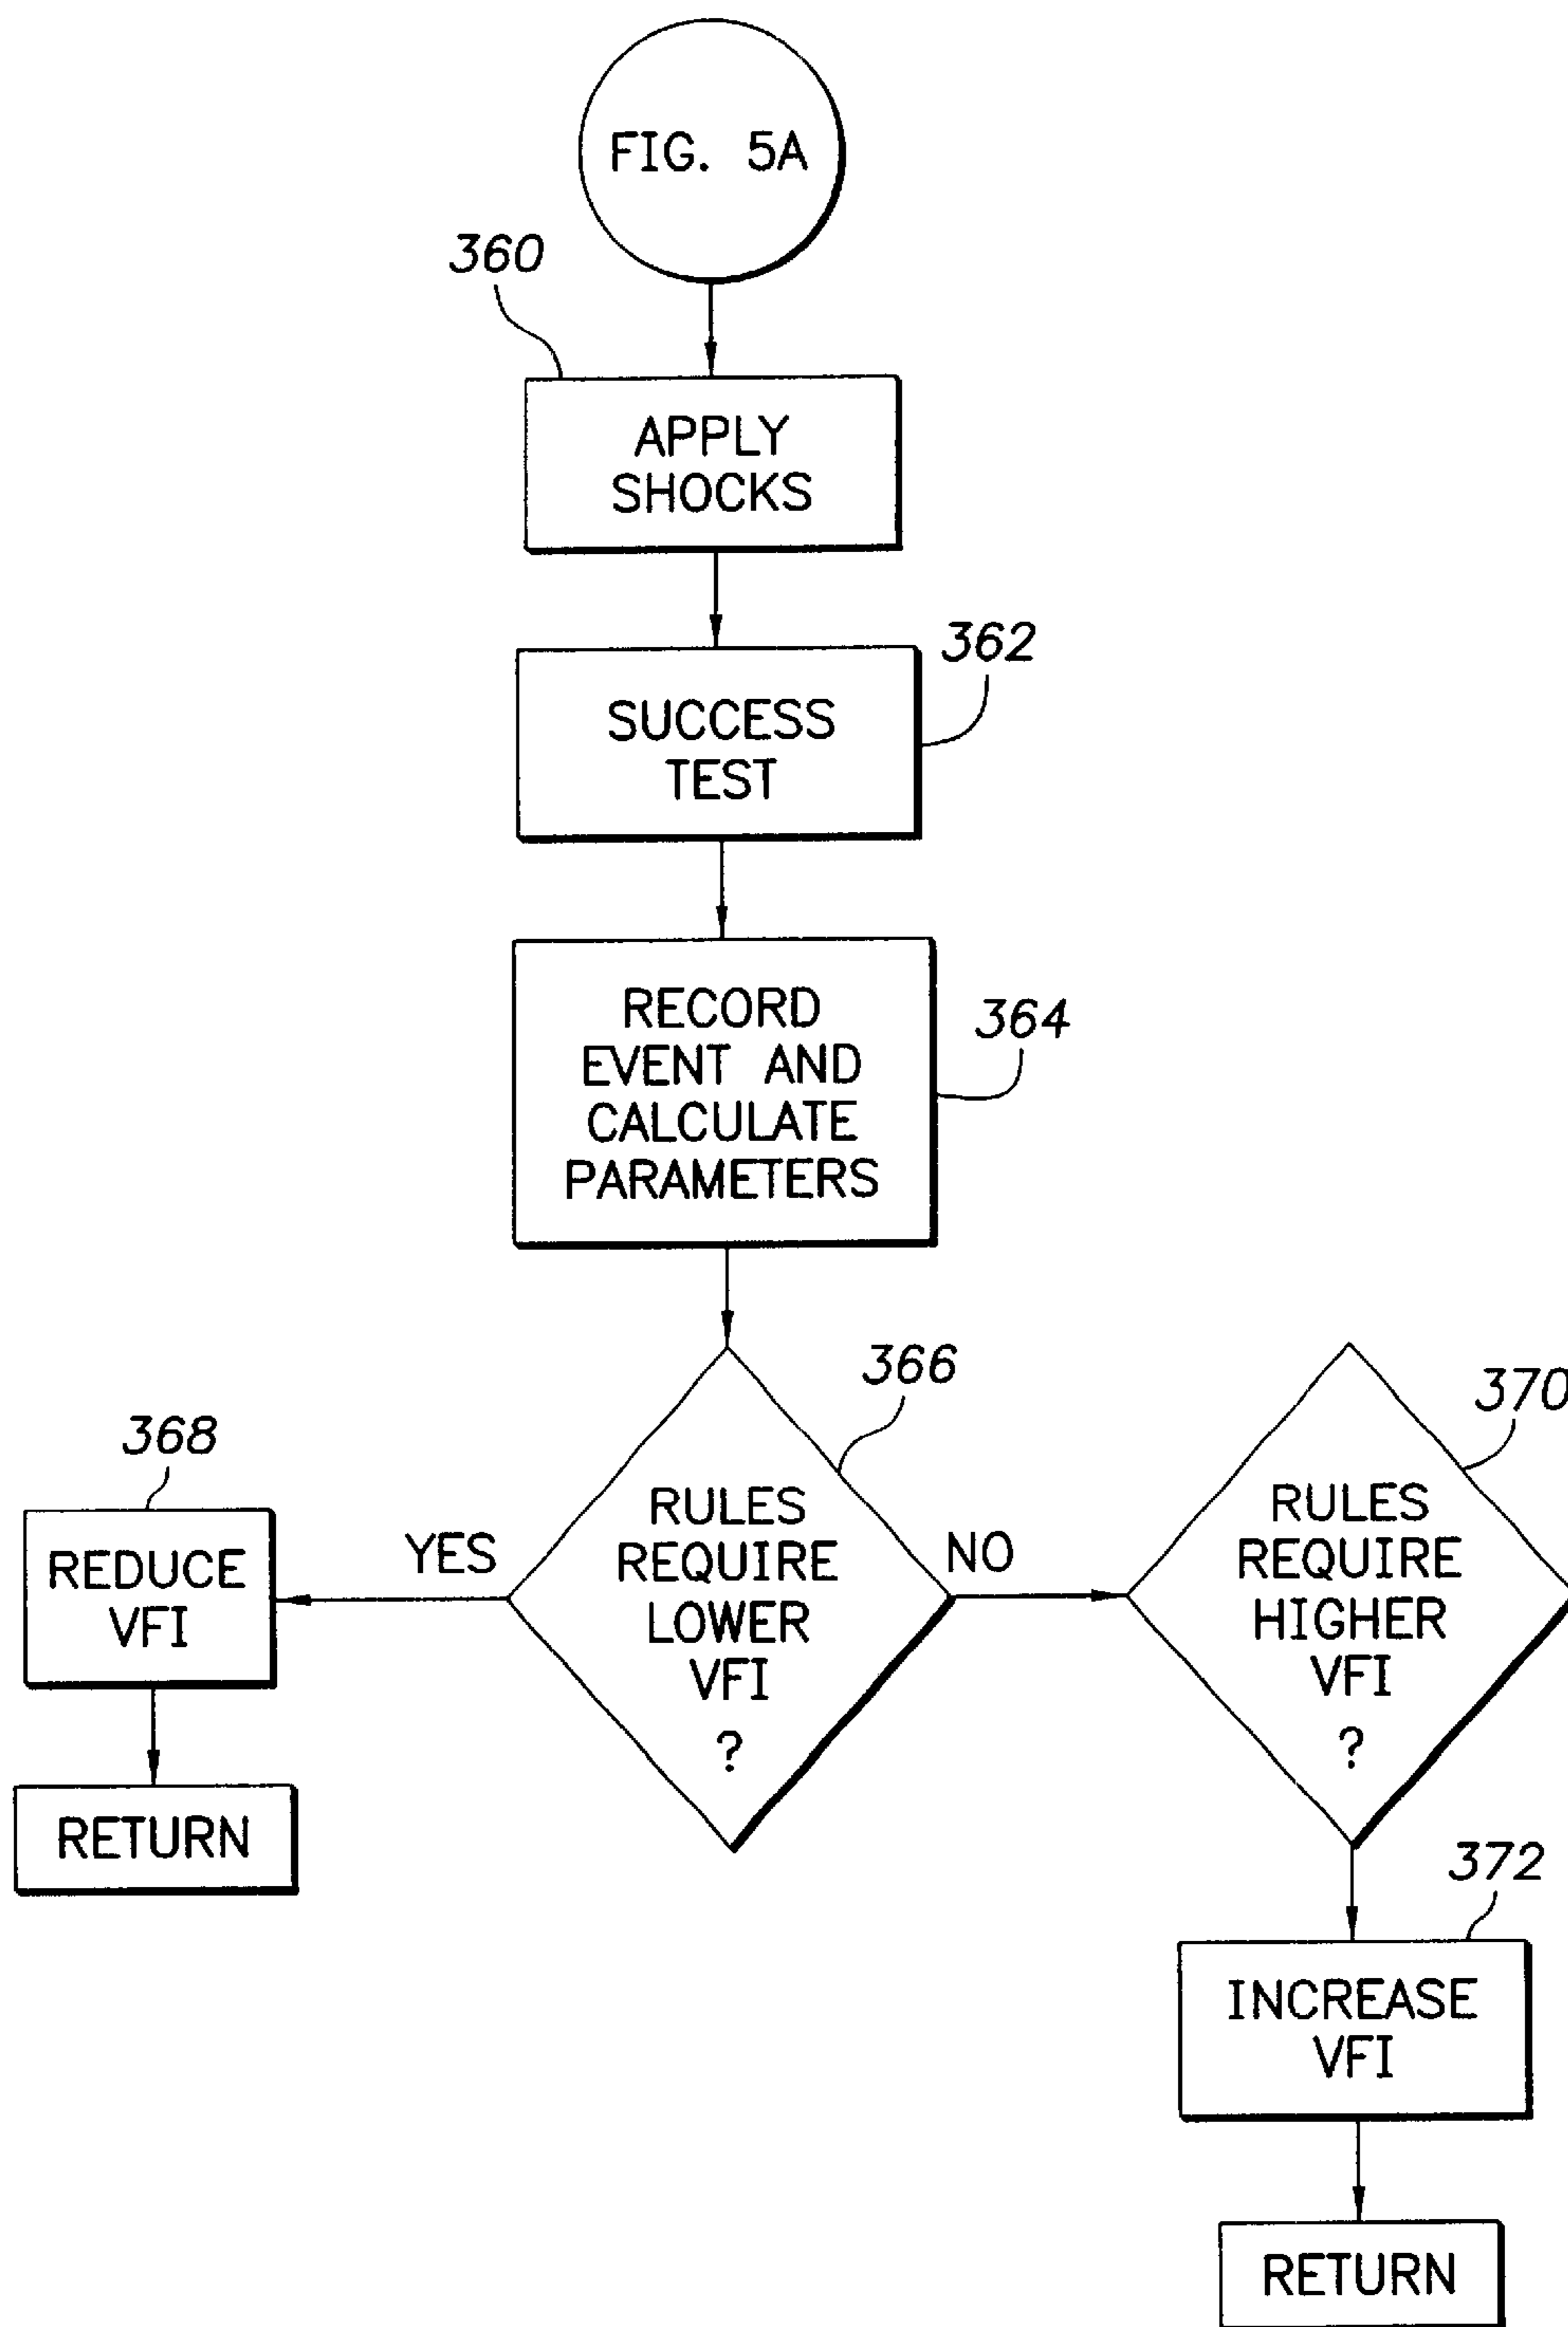 FIG. 5A
360
APPLY
SHOCKS
362
SUCCESS
TEST
364
RECORD
EVENT AND
CALCULATE
PARAMETERS
366
RULES
REQUIRE
LOWER
VFI
?
YES
368
REDUCE
VFI
RETURN
NO
370
RULES
REQUIRE
HIGHER
VFI
?
372
INCREASE
VFI
RETURN